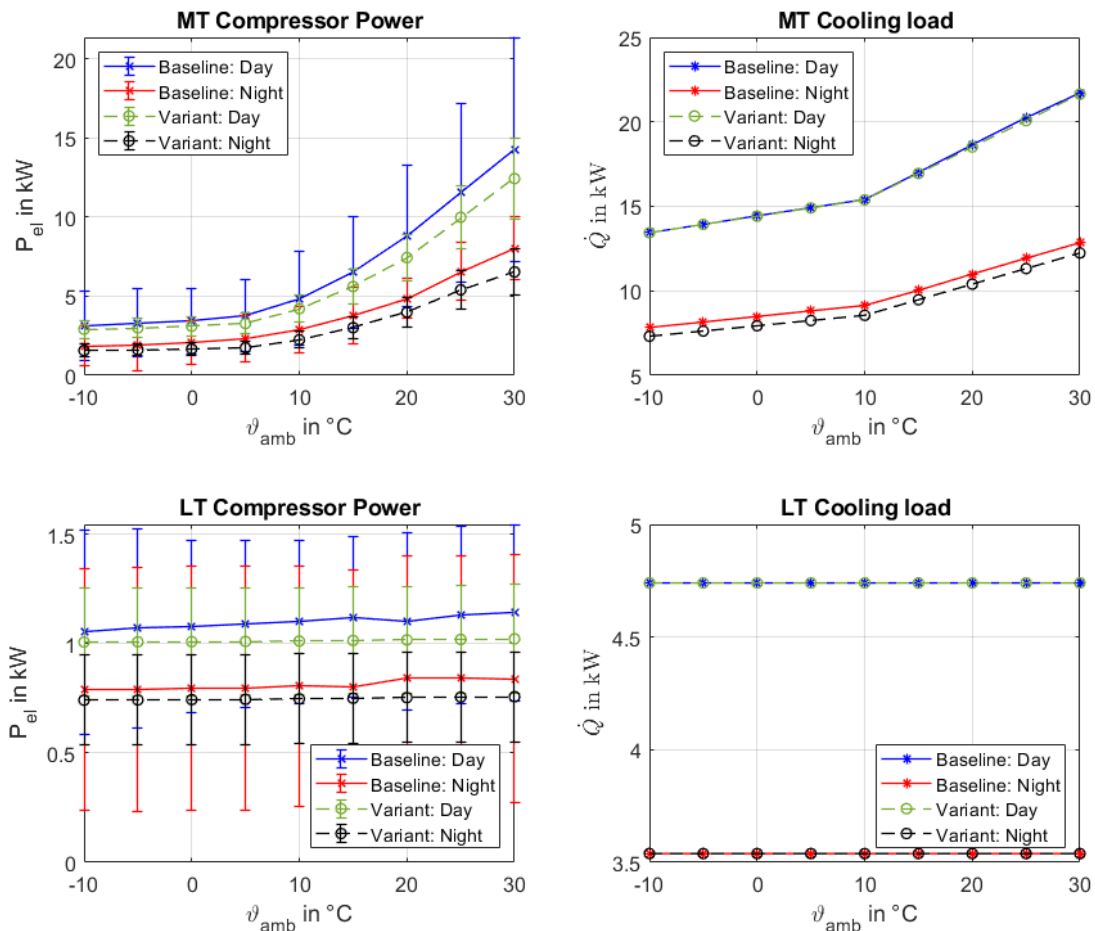 MT Compressor Power
20
15
10
5
0
P_el in kW
Baseline: Day
Baseline: Night
Variant: Day
Variant: Night
-10
0
10
20
30
ϑ_amb in °C
MT Cooling load
25
20
15
10
5
Q̇ in kW
Baseline: Day
Baseline: Night
Variant: Day
Variant: Night
-10
0
10
20
30
ϑ_amb in °C
LT Compressor Power
1.5
1
0.5
0
P_el in kW
Baseline: Day
Baseline: Night
Variant: Day
Variant: Night
-10
0
10
20
30
ϑ_amb in °C
LT Cooling load
5
4.5
4
3.5
Q̇ in kW
Baseline: Day
Baseline: Night
Variant: Day
Variant: Night
-10
0
10
20
30
ϑ_amb in °C